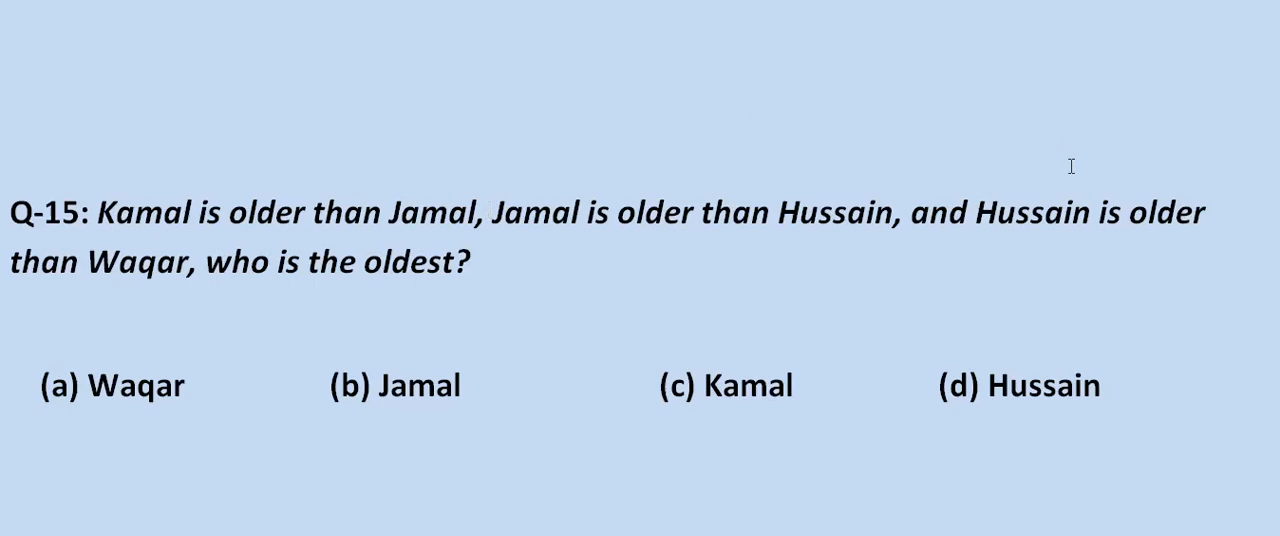 Q-15: Kamal is older than Jamal, Jamal is older than Hussain, and Hussain is older
than Waqar, who is the oldest?
(a) Waqar (b) Jamal (c) Kamal (d) Hussain